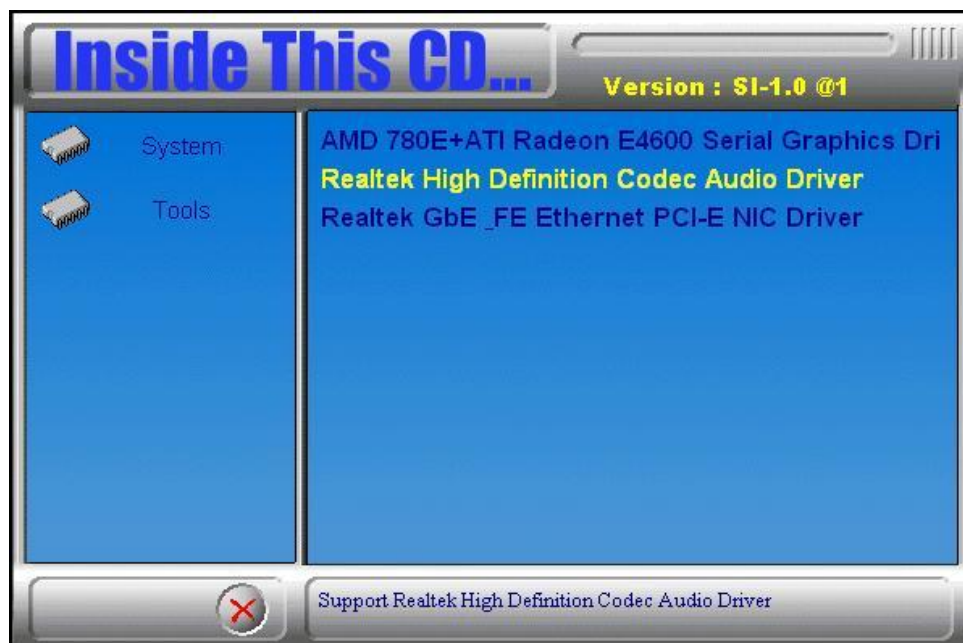 Inside This CD...
Version : SI-1.0 @1
System
Tools
AMD 780E+ATI Radeon E4600 Serial Graphics Dri
Realtek High Definition Codec Audio Driver
Realtek GbE _FE Ethernet PCI-E NIC Driver
Support Realtek High Definition Codec Audio Driver